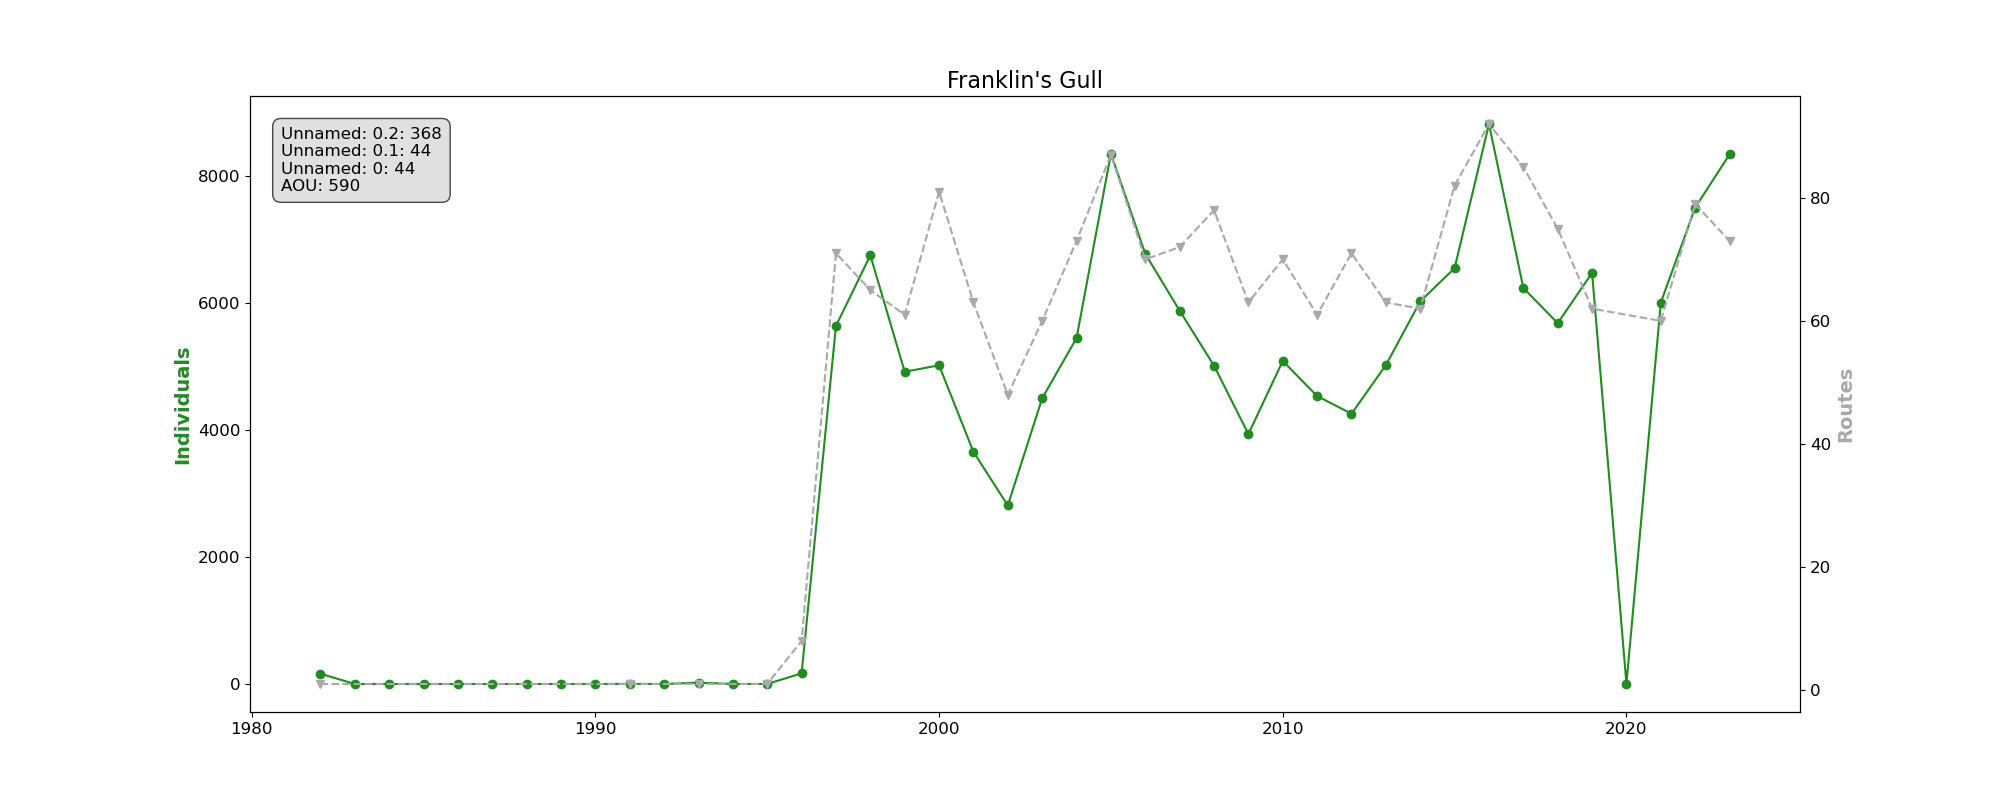 Franklin's Gull
Unnamed: 0.2: 368
Unnamed: 0.1: 44
Unnamed: 0: 44
AOU: 590
Individuals
8000
6000
4000
2000
0
Routes
80
60
40
20
0
1980
1990
2000
2010
2020